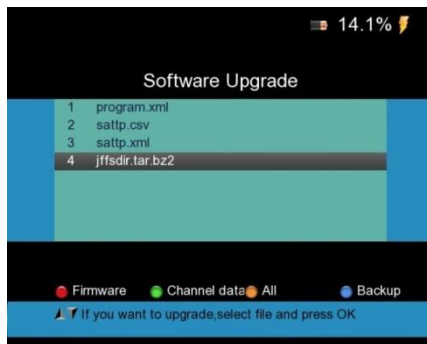 14.1%
Software Upgrade
1 program.xml
2 sattp.csv
3 sattp.xml
4 jffsdir.tar.bz2
Firmware Channel data All Backup
If you want to upgrade,select file and press OK